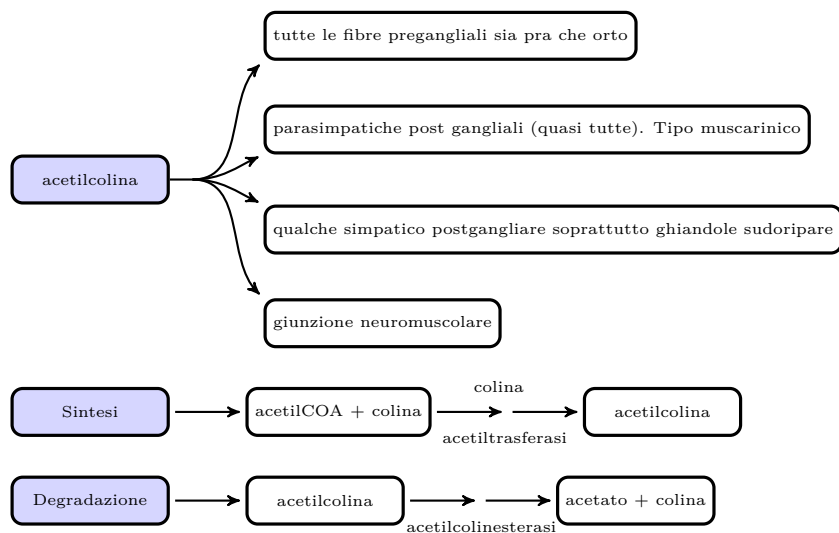 tutte le fibre pregangliali sia pra che orto
parasimpatiche post gangliali (quasi tutte). Tipo muscarinico
acetilcolina
qualche simpatico postgangliare soprattutto ghiandole sudoripare
giunzione neuromuscolare
Sintesi
acetilCOA + colina
colina
acetiltrasferasi
acetilcolina
Degradazione
acetilcolina
acetilcolinesterasi
acetato + colina